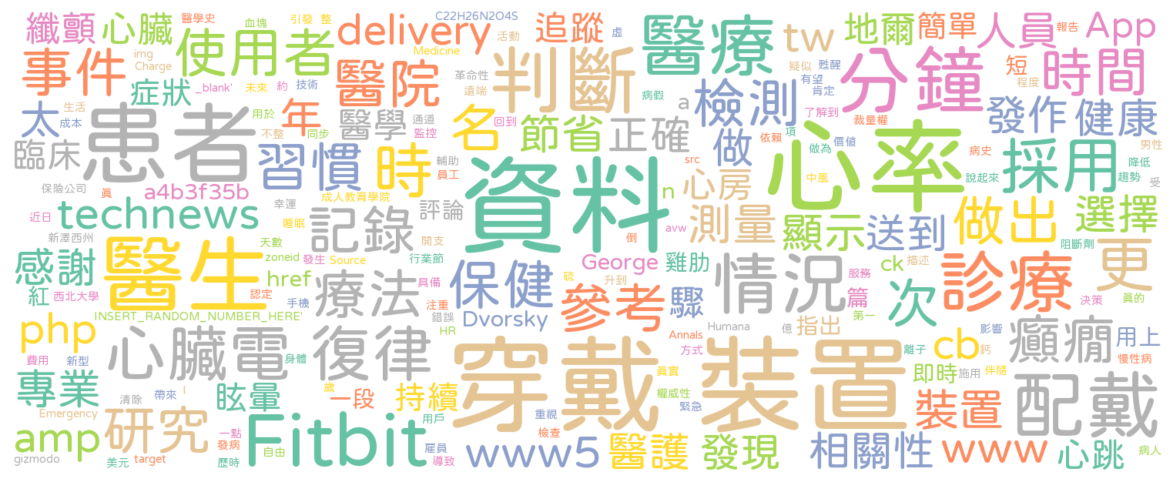 纖顫
心臟
醫學史
血塊
引發
整
C22H26N2O4S
活動
虛
報告
img
Charge
使用者
delivery
Medicine
追蹤
醫療
tw
疑似
甦醒
地爾
簡單
人員
App
事件
_blank'
未來
約
技術
醫院
革命性
遠喘
判斷
病假
有望
肯定
分鐘
短
程度
時間
症狀
年
用於
同步
通道
監控
回到
a
檢測
了解到
裁量權
太
生活
成本
患者
不整
醫學
名
節省
正確
做
依賴
項
做為
價值
發作
健康
男性
臨床
習慣
時
輔助
員工
資料
src
病史
中風
心率
說起來
採用
降低
趨勢
受
保險公司
真
a4b3f35b
成人教育學院
幸運
n
心房
近日
technews
睡眠
記錄
評論
測量
顯示
送到
做出
選擇
新澤西州
天數
開支
倒
avw
阻斷劑
感謝
醫生
zoneid
發生
Source
行業節
George
雞肋
ck
描述
更
紅
西北大學
href
認定
療法
具備
保健
硫
升到
情況
服務
篇
次
診療
真的
INSERT_RANDOM_NUMBER_HERE'
手機
注重
錯誤
HR
Dvorsky
參考
驟
億
第一
決策
php
心臟電
復律
Annals
Humana
指出
離子
影響
鈣
cb
癲癇
用上
慢性病
費用
新型
身體
方式
穿戴
裝置
即時
施用
伴隨
專業
帶來
清除
I
眩暈
歲
一段
持續
真實
權威性
緊急
配戴
Emergency
研究
一點
發病
Fitbit
用戶
重視
檢查
裝置
amp
gizmodo
美元
target
歷時
自由
雇員
導致
www5
醫護
發現
相關性
www
心跳
病人